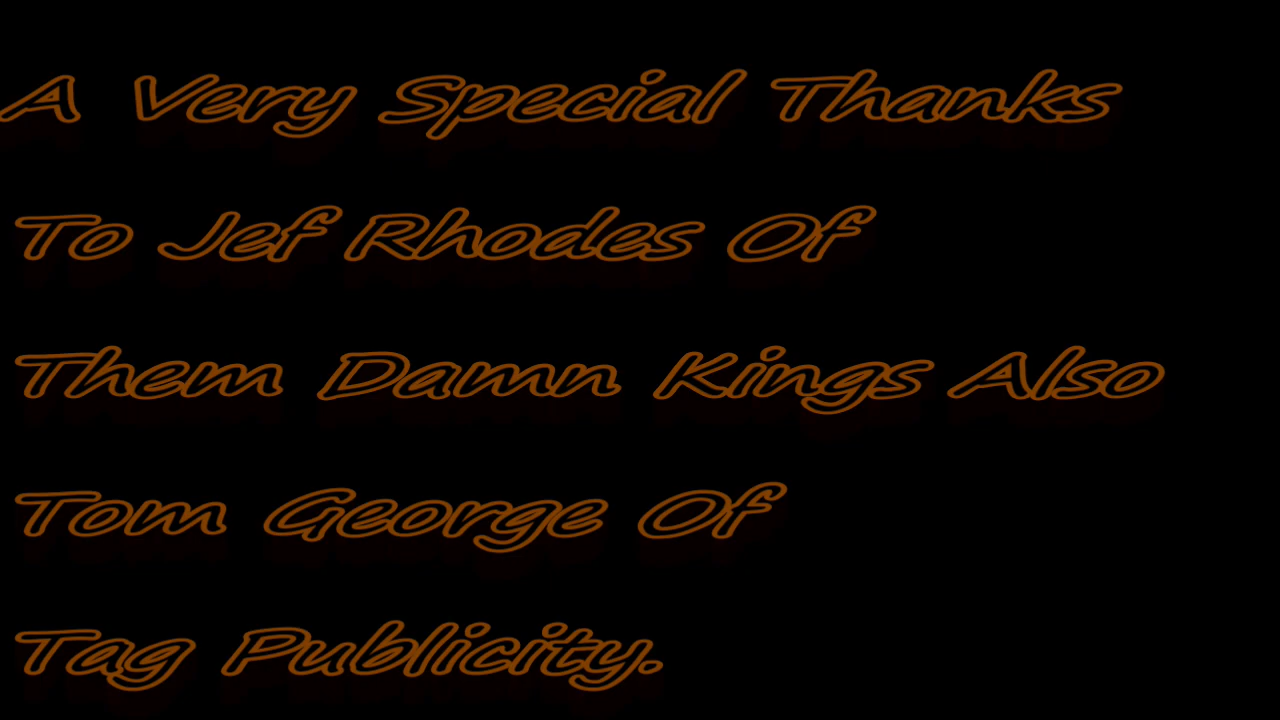 A Very Special Thanks
To Jef Rhodes Of
Them Damn Kings Also
Tom George Of
Tag Publicity.